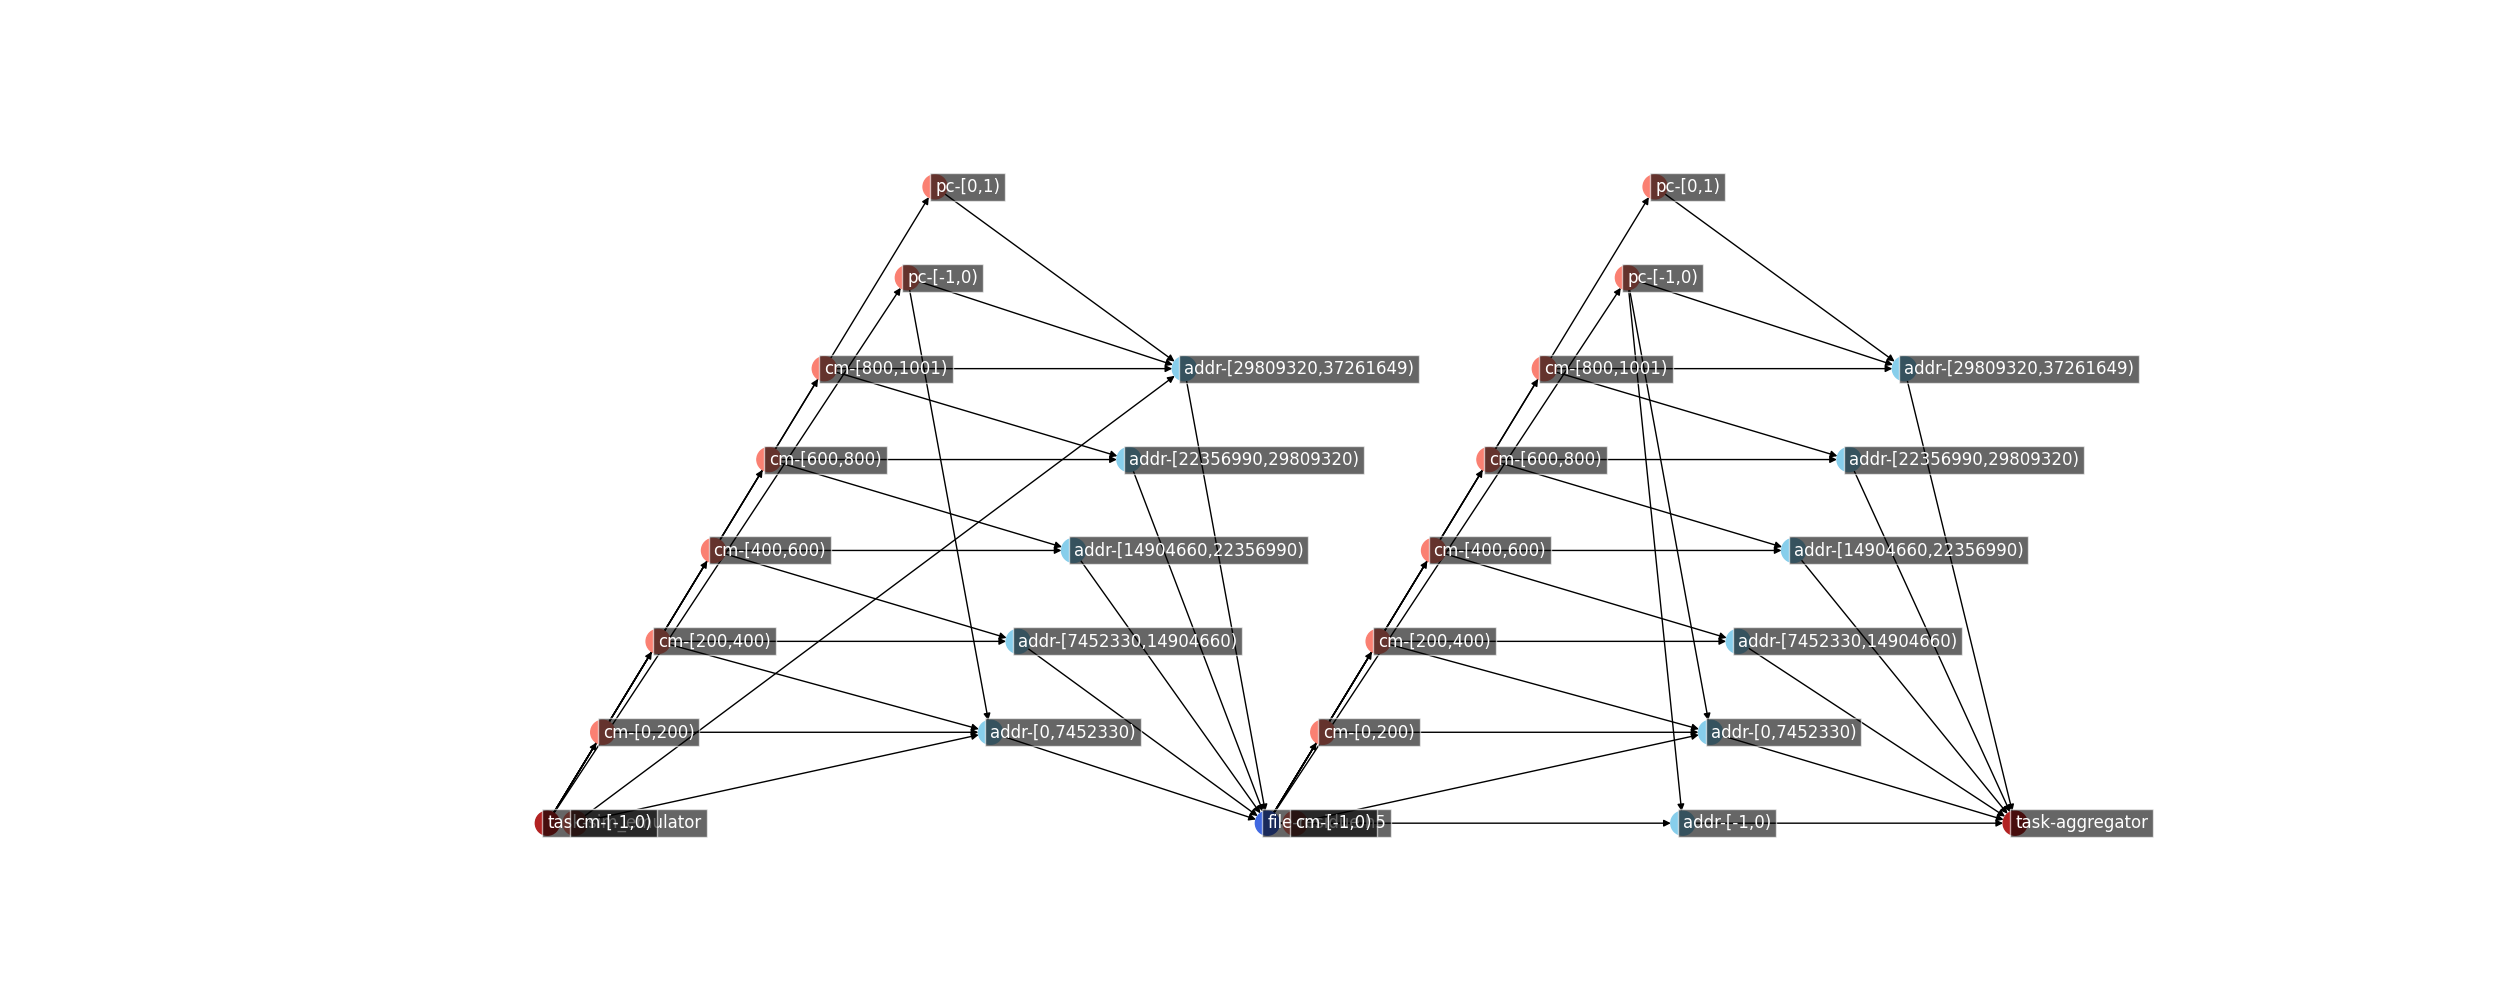 pc-[0,1)
pc-[0,1)
pc-[-1,0)
pc-[-1,0)
cm-[800,1001)
addr-[29809320,37261649)
cm-[800,1001)
addr-[29809320,37261649)
cm-[600,800)
addr-[22356990,29809320)
cm-[600,800)
addr-[22356990,29809320)
cm-[400,600)
addr-[14904660,22356990)
cm-[400,600)
addr-[14904660,22356990)
cm-[200,400)
addr-[7452330,14904660)
cm-[200,400)
addr-[7452330,14904660)
cm-[0,200)
addr-[0,7452330)
cm-[0,200)
addr-[0,7452330)
cm-[-1,0)
cm-[-1,0)
addr-[-1,0)
task-aggregator